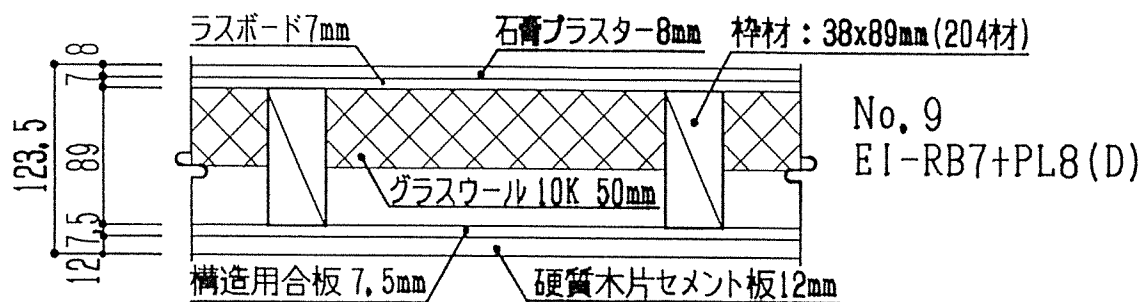 ラスボード7mm
石膏プラスター8mm
枠材：38x89mm(204材)
8
7
89
7,5
12
123.5
No. 9
EI-RB7+PL8(D)
グラスウール 10K 50mm
構造用合板 7,5mm
硬質木片セメント板12mm